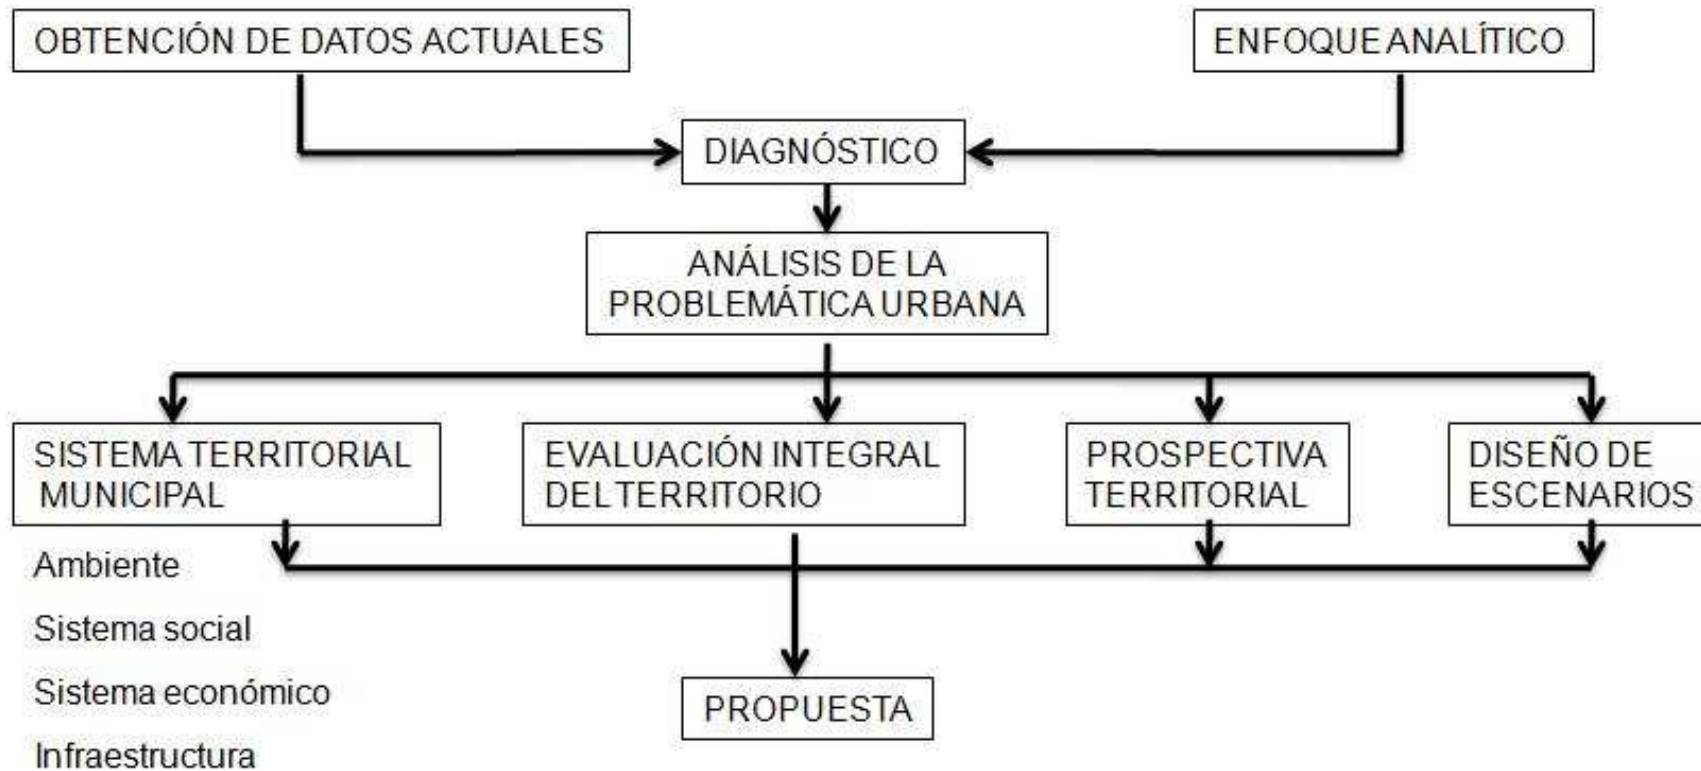 OBTENCIÓN DE DATOS ACTUALES
ENFOQUE ANALÍTICO
DIAGNÓSTICO
ANÁLISIS DE LA
PROBLEMÁTICA URBANA
SISTEMA TERRITORIAL
MUNICIPAL
EVALUACIÓN INTEGRAL
DEL TERRITORIO
PROSPECTIVA
TERRITORIAL
DISEÑO DE
ESCENARIOS
Ambiente
Sistema social
Sistema económico
Infraestructura
PROPUESTA